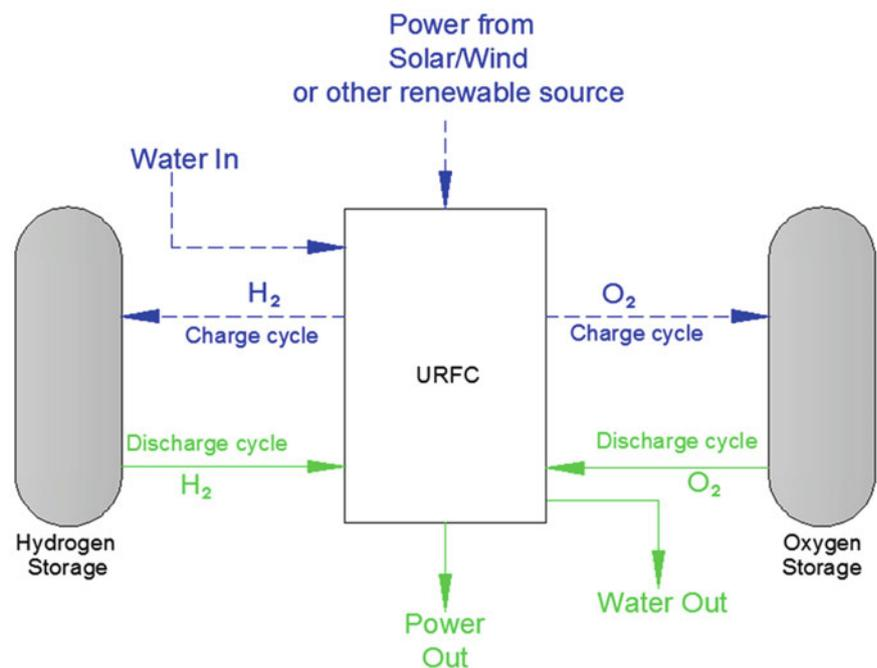 Power from
Solar/Wind
or other renewable source
Water In
H₂
Charge cycle
O₂
Charge cycle
URFC
Discharge cycle
H₂
Discharge cycle
O₂
Hydrogen
Storage
Oxygen
Storage
Water Out
Power
Out